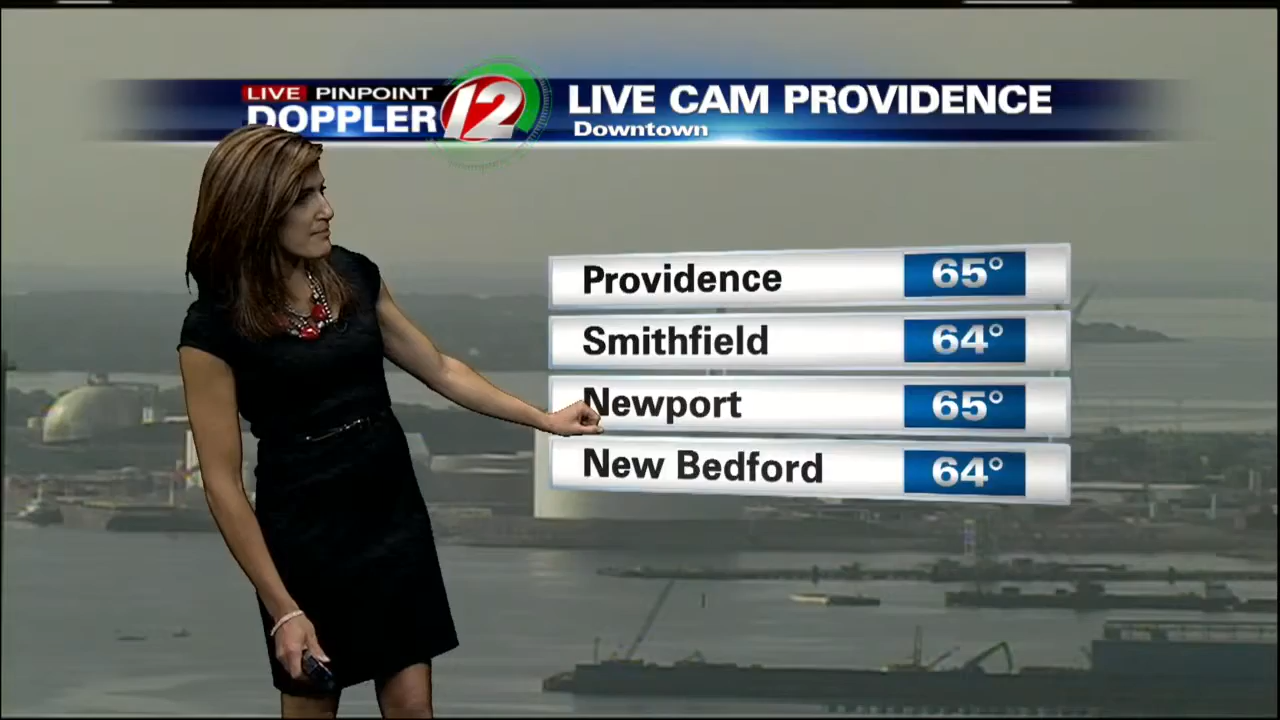 LIVE PINPOINT
DOPPLER 12
LIVE CAM PROVIDENCE
Downtown
Providence 65°
Smithfield 64°
Newport 65°
New Bedford 64°